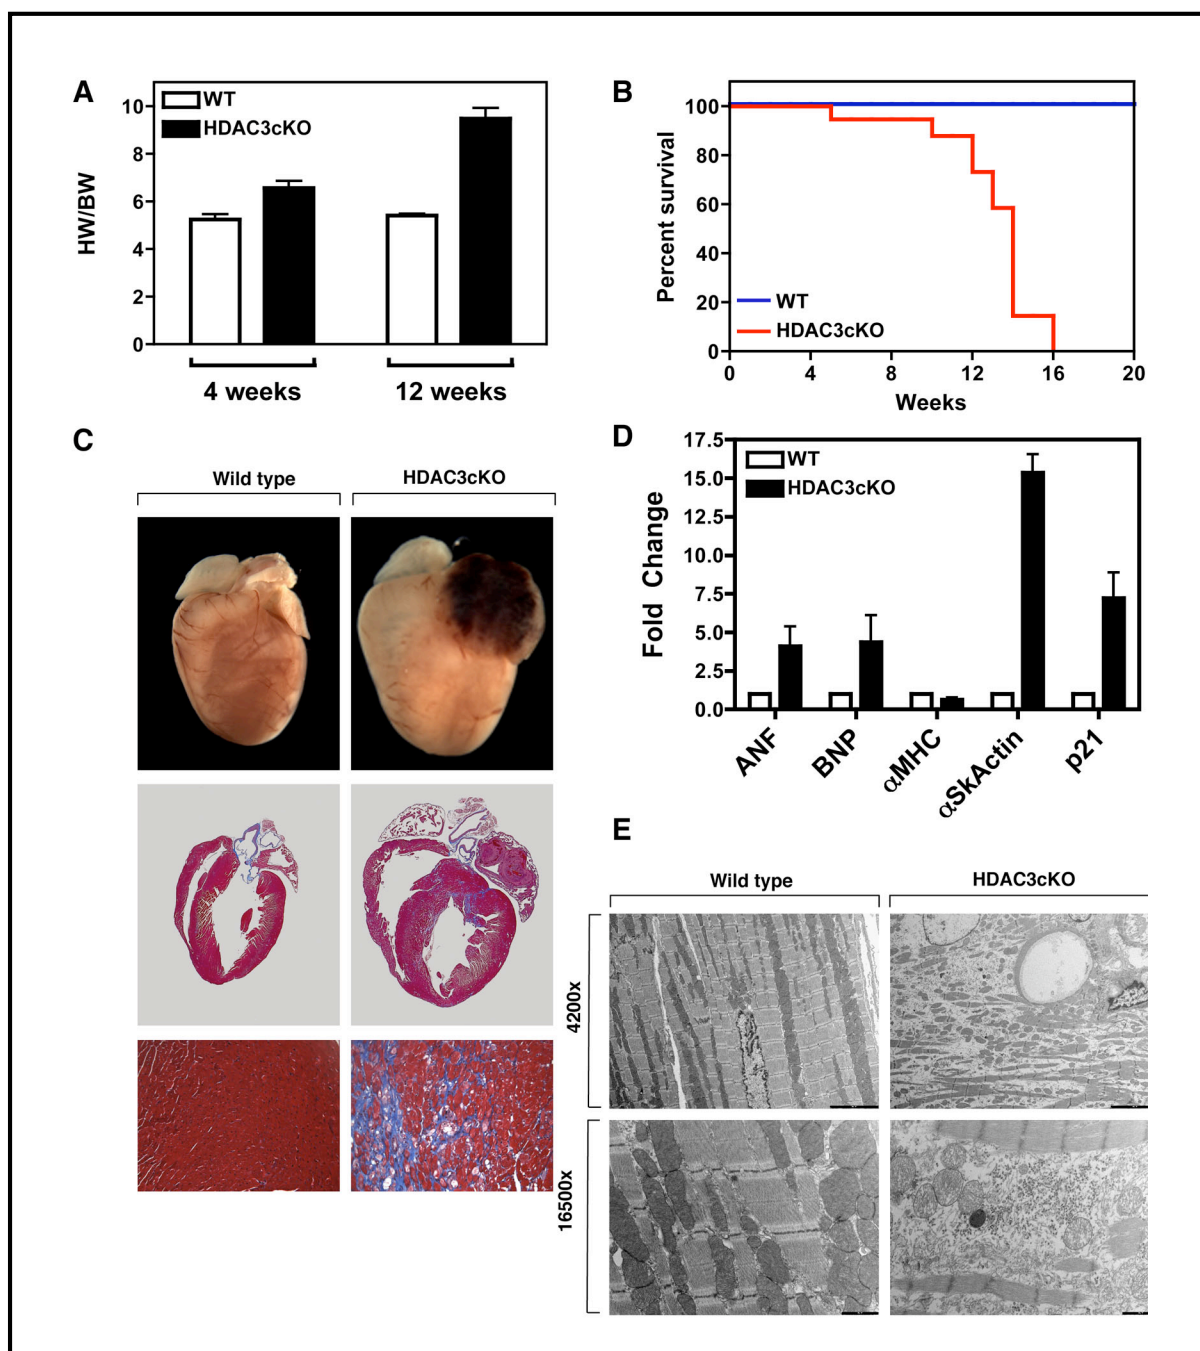 A
WT
HDAC3cKO
10
8
6
4
2
0
HW/BW
4 weeks
12 weeks
B
100
80
60
40
20
0
Percent survival
WT
HDAC3cKO
0 4 8 12 16 20
Weeks
C
Wild type HDAC3cKO
D
17.5
15.0
12.5
10.0
7.5
5.0
2.5
0.0
Fold Change
WT
HDAC3cKO
ANF BNP αMHC αSkActin p21
E
Wild type HDAC3cKO
4200x
16500x